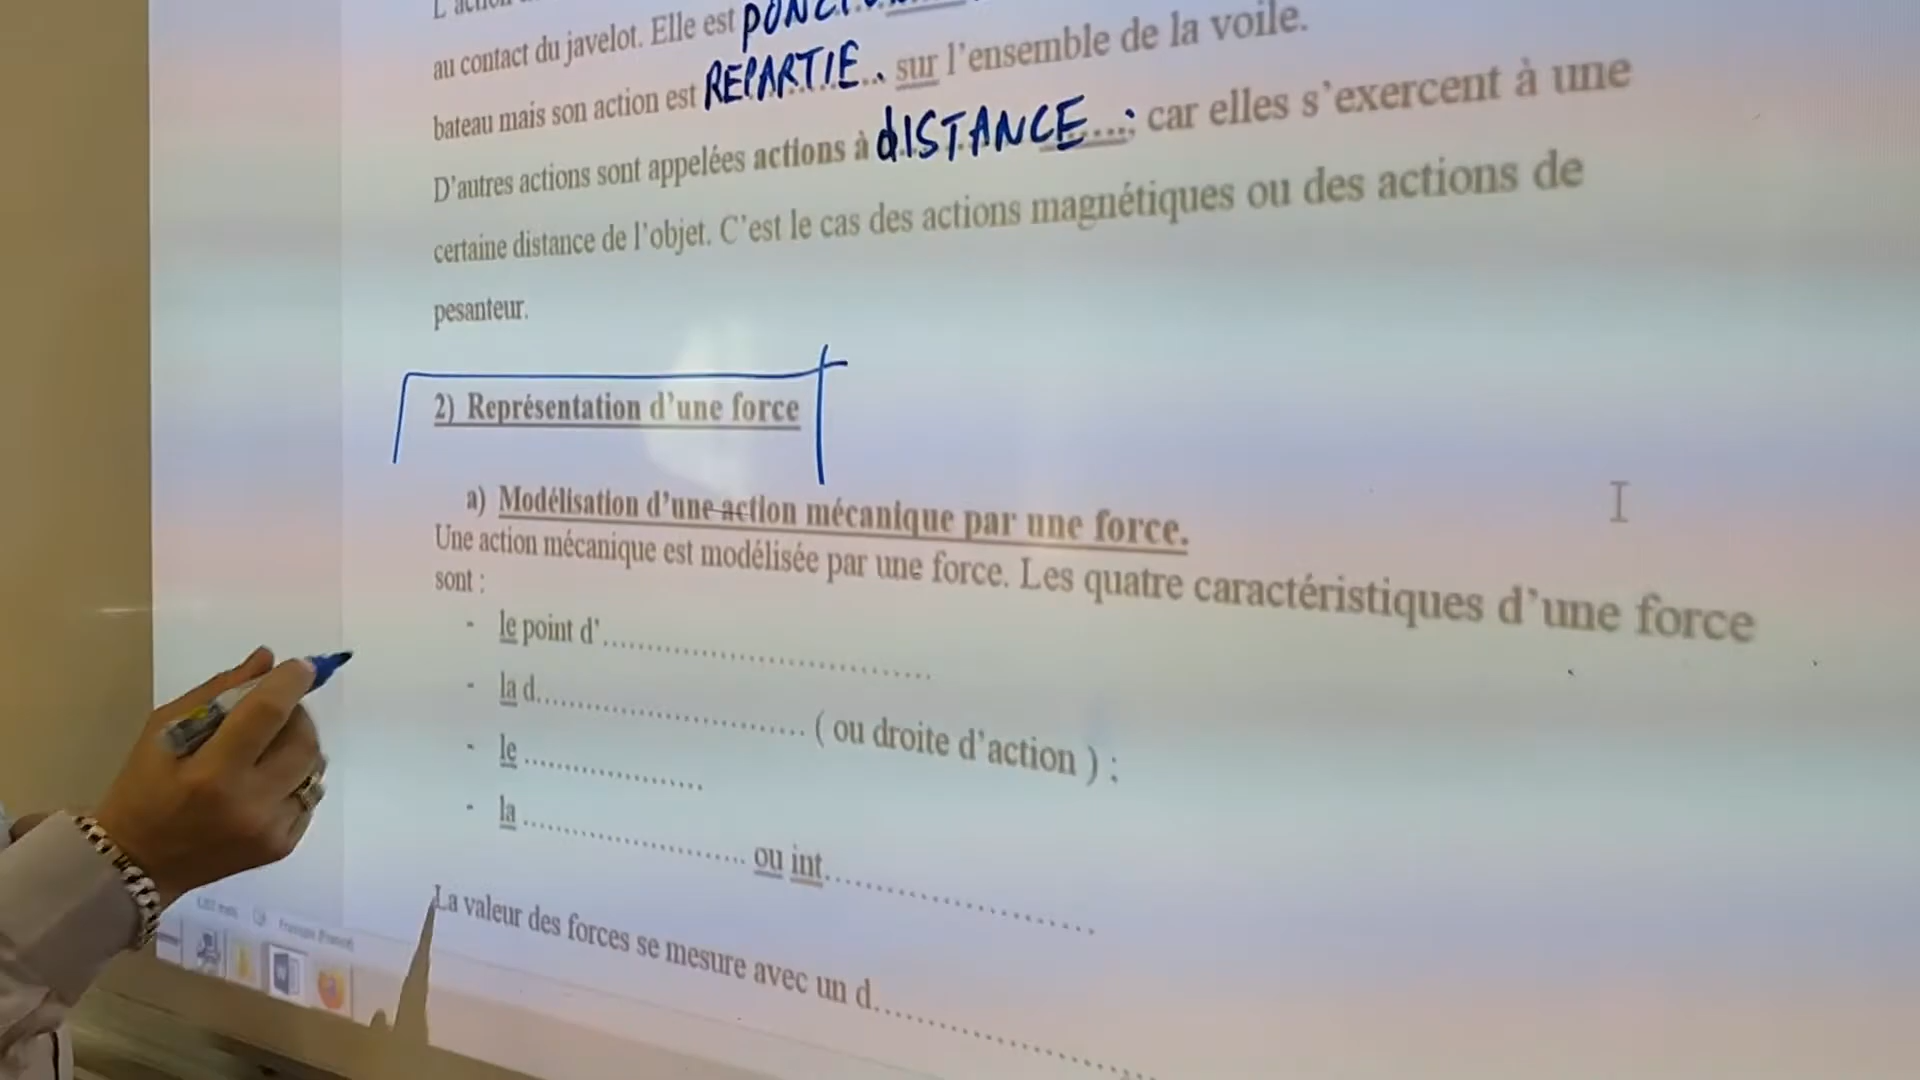 L'action
au contact du javelot. Elle est
bateau mais son action est REPARTIE.. sur l'ensemble de la voile.
D'autres actions sont appelées actions à dISTANCE....; car elles s'exercent à une
certaine distance de l'objet. C'est le cas des actions magnétiques ou des actions de
pesanteur.
2) Représentation d'une force
a) Modélisation d'une action mécanique par une force.
Une action mécanique est modélisée par une force. Les quatre caractéristiques d'une force
sont :
- le point d'........................................
- la d................................. ( ou droite d'action ) ;
- le ......................
- la ............................ ou int..................................
La valeur des forces se mesure avec un d..................................